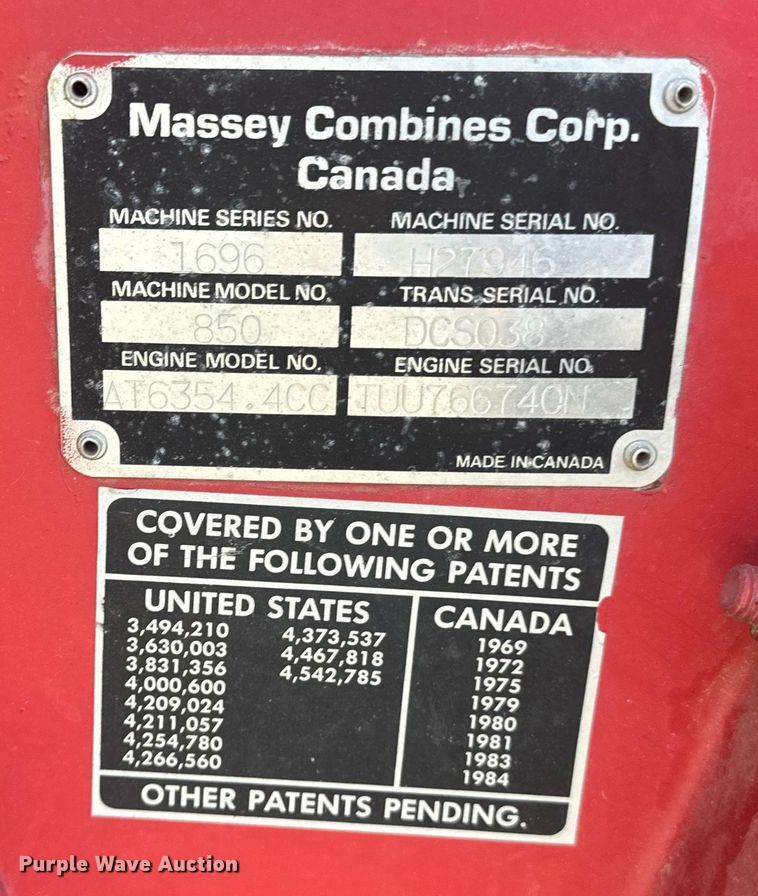 Massey Combines Corp.
Canada
MACHINE SERIES NO. MACHINE SERIAL NO.
1696 H27946
MACHINE MODEL NO. TRANS SERIAL NO.
850 DCS038
ENGINE MODEL NO. ENGINE SERIAL NO.
AT6354.4CC TUU766740N
MADE IN CANADA
COVERED BY ONE OR MORE
OF THE FOLLOWING PATENTS
UNITED STATES
3,494,210 4,373,537
3,630,003 4,467,818
3,831,356 4,542,785
4,000,600
4,209,024
4,211,057
4,254,780
4,266,560
CANADA
1969
1972
1975
1979
1980
1981
1983
1984
OTHER PATENTS PENDING.
Purple Wave Auction